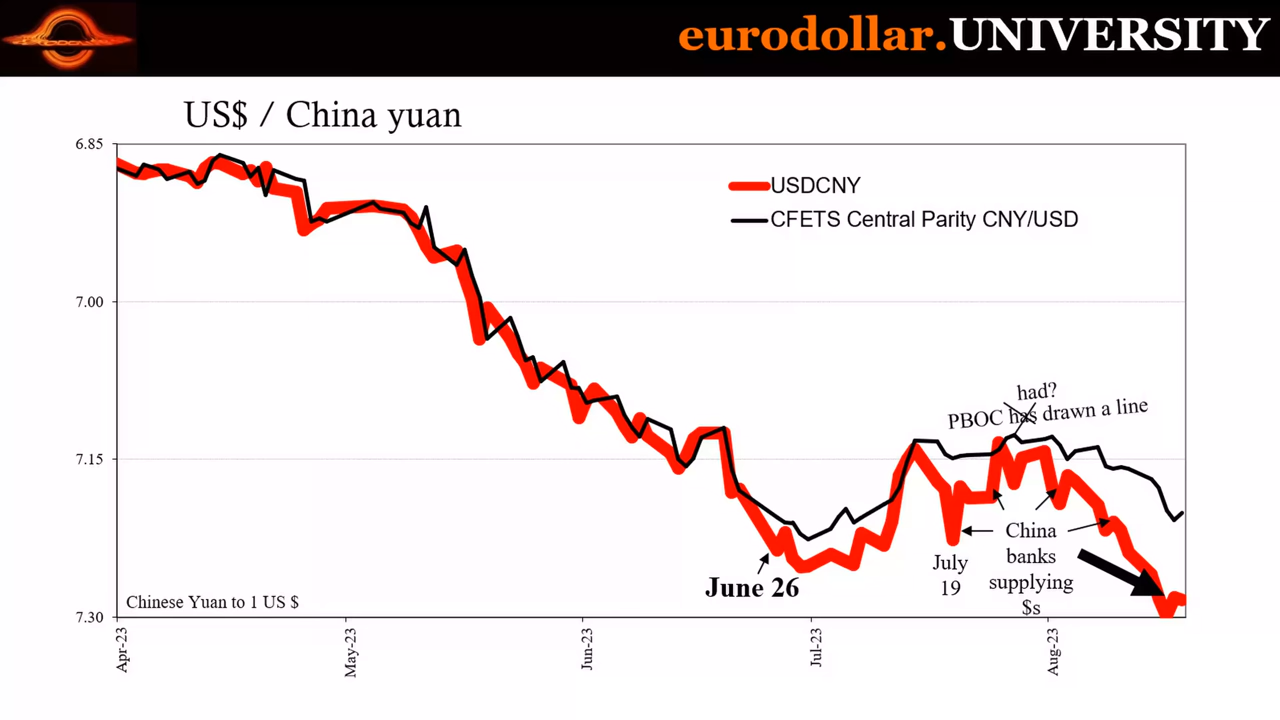 eurodollar.UNIVERSITY
US$ / China yuan
6.85
7.00
7.15
7.30
USDCNY
CFETS Central Parity CNY/USD
had?
PBOC has drawn a line
China
banks
supplying
$s
July
19
June 26
Chinese Yuan to 1 US $
Apr-23
May-23
Jun-23
Jul-23
Aug-23